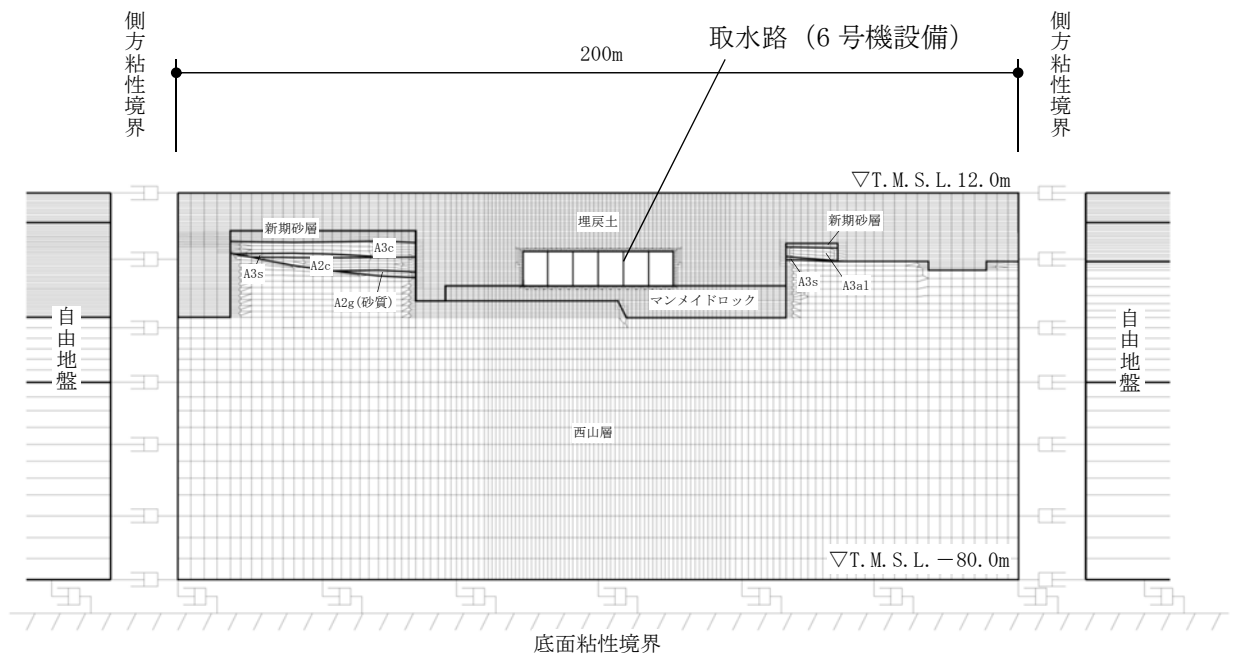 側方粘性境界
側方粘性境界
取水路（6 号機設備）
200m
▽T.M.S.L.12.0m
新期砂層
埋戻土
新期砂層
A3c
A3s
A2c
A3s
A3a1
A2g(砂質)
マンメイドロック
自由地盤
自由地盤
西山層
▽T.M.S.L.－80.0m
底面粘性境界